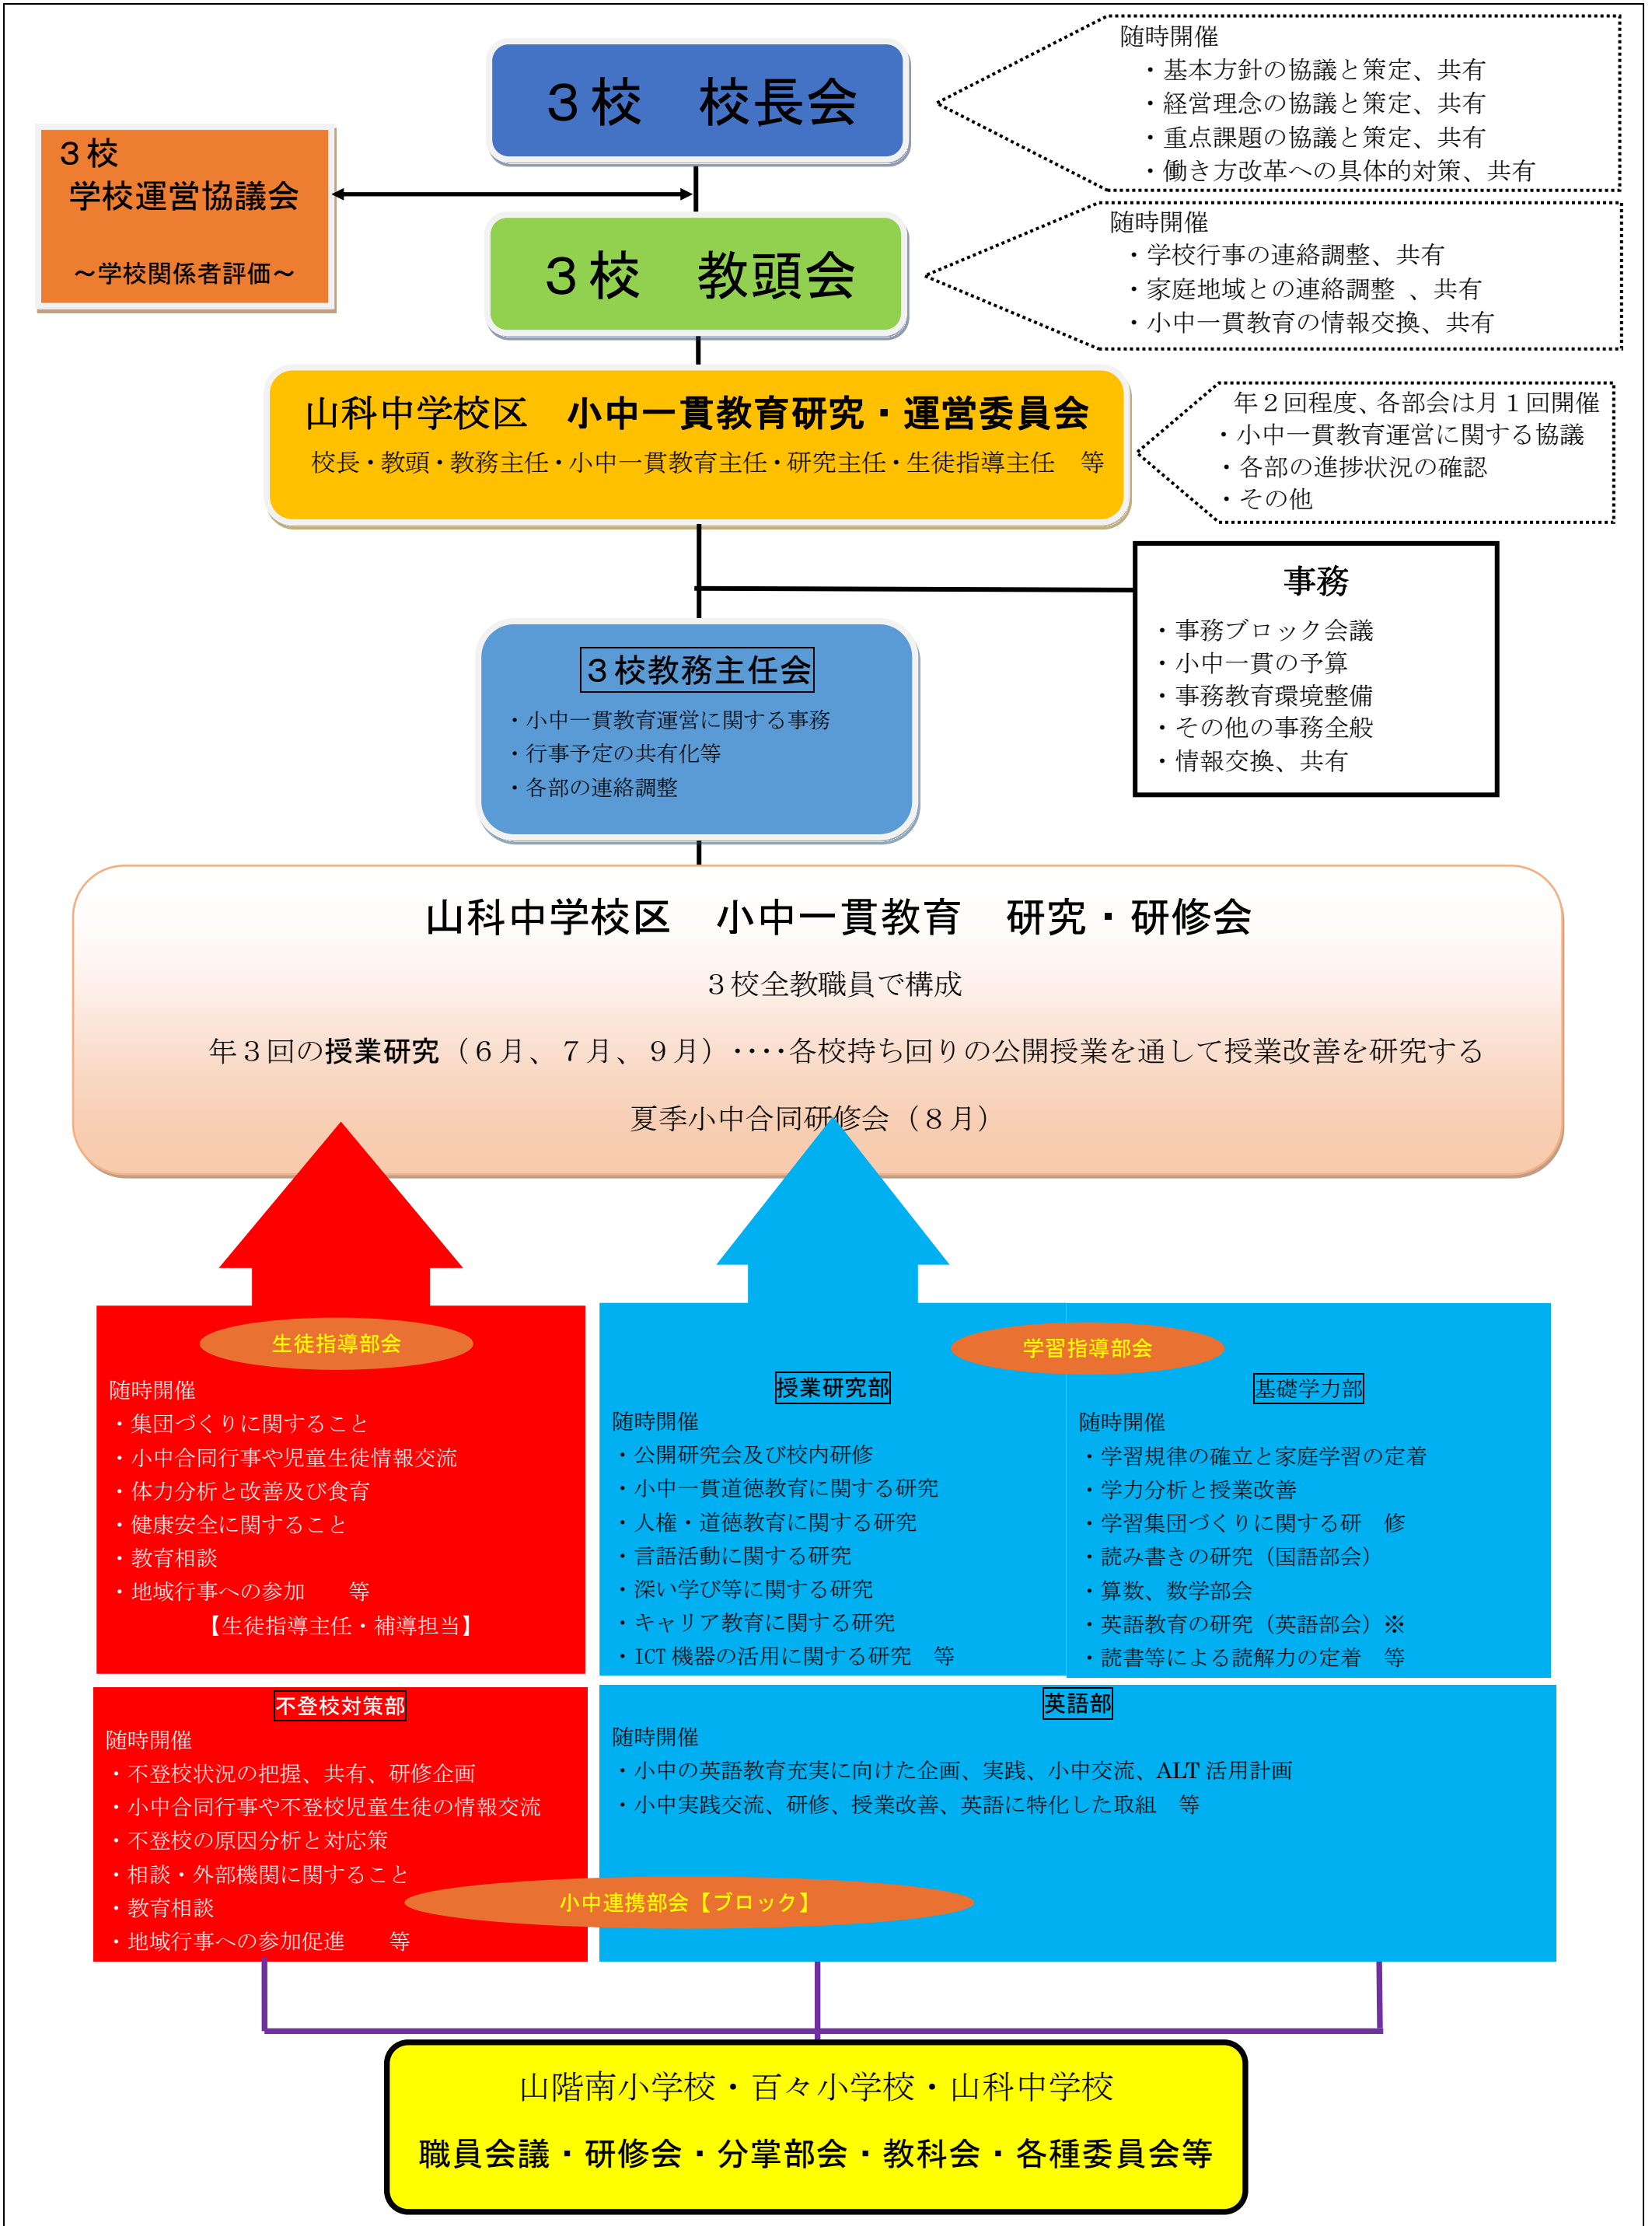 ３校　校長会
随時開催
・基本方針の協議と策定、共有
・経営理念の協議と策定、共有
・重点課題の協議と策定、共有
・働き方改革への具体的対策、共有
３校
学校運営協議会
～学校関係者評価～
３校　教頭会
随時開催
・学校行事の連絡調整、共有
・家庭地域との連絡調整 、共有
・小中一貫教育の情報交換、共有
山科中学校区　小中一貫教育研究・運営委員会
校長・教頭・教務主任・小中一貫教育主任・研究主任・生徒指導主任　等
年２回程度、各部会は月１回開催
・小中一貫教育運営に関する協議
・各部の進捗状況の確認
・その他
事務
・事務ブロック会議
・小中一貫の予算
・事務教育環境整備
・その他の事務全般
・情報交換、共有
３校教務主任会
・小中一貫教育運営に関する事務
・行事予定の共有化等
・各部の連絡調整
山科中学校区　小中一貫教育　研究・研修会
３校全教職員で構成
年３回の授業研究（６月、７月、９月）‥‥各校持ち回りの公開授業を通して授業改善を研究する
夏季小中合同研修会（８月）
生徒指導部会
随時開催
・集団づくりに関すること
・小中合同行事や児童生徒情報交流
・体力分析と改善及び食育
・健康安全に関すること
・教育相談
・地域行事への参加　　等
【生徒指導主任・補導担当】
学習指導部会
授業研究部
随時開催
・公開研究会及び校内研修
・小中一貫道徳教育に関する研究
・人権・道徳教育に関する研究
・言語活動に関する研究
・深い学び等に関する研究
・キャリア教育に関する研究
・ICT 機器の活用に関する研究　等
基礎学力部
随時開催
・学習規律の確立と家庭学習の定着
・学力分析と授業改善
・学習集団づくりに関する研　修
・読み書きの研究（国語部会）
・算数、数学部会
・英語教育の研究（英語部会）※
・読書等による読解力の定着　等
不登校対策部
随時開催
・不登校状況の把握、共有、研修企画
・小中合同行事や不登校児童生徒の情報交流
・不登校の原因分析と対応策
・相談・外部機関に関すること
・教育相談
・地域行事への参加促進　　等
英語部
随時開催
・小中の英語教育充実に向けた企画、実践、小中交流、ALT 活用計画
・小中実践交流、研修、授業改善、英語に特化した取組　等
小中連携部会【ブロック】
山階南小学校・百々小学校・山科中学校
職員会議・研修会・分掌部会・教科会・各種委員会等